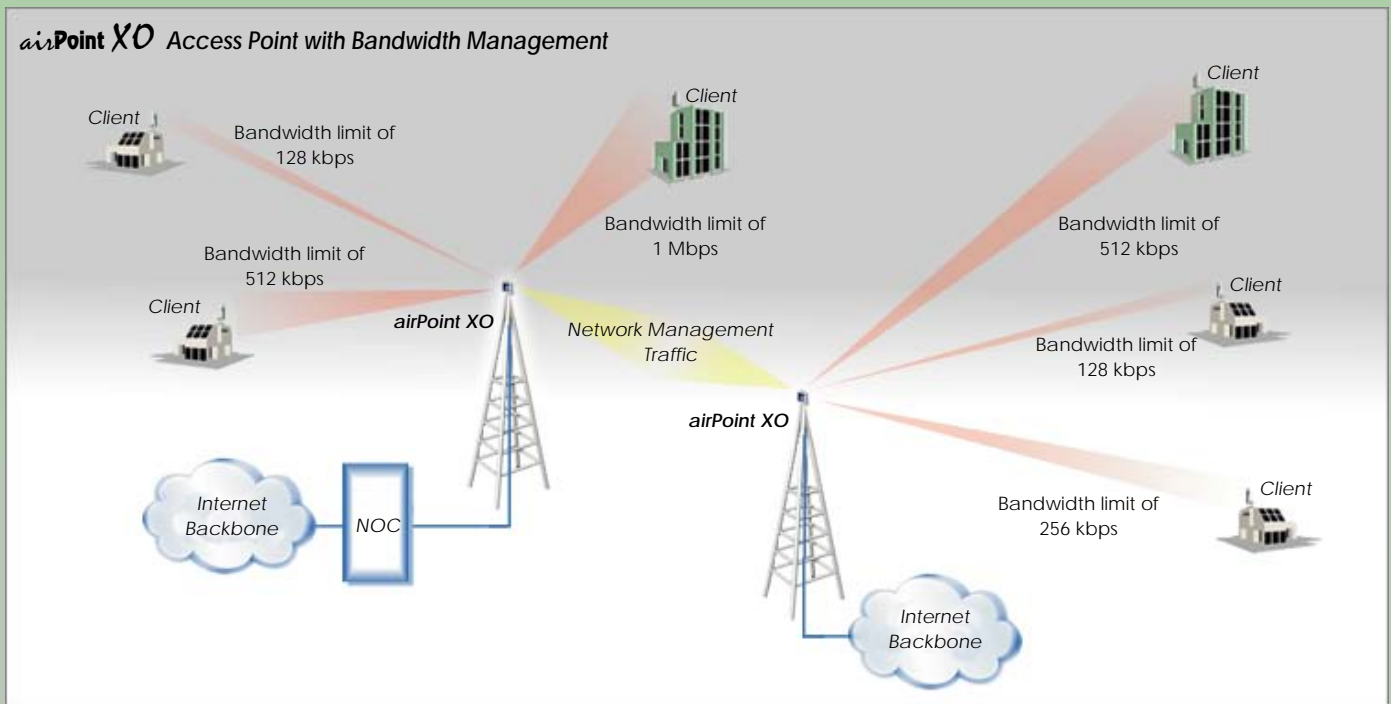 airPoint XO Access Point with Bandwidth Management
Client
Bandwidth limit of
128 kbps
Client
Bandwidth limit of
1 Mbps
Client
Bandwidth limit of
512 kbps
Bandwidth limit of
512 kbps
Client
airPoint XO
Network Management
Traffic
Client
Bandwidth limit of
128 kbps
airPoint XO
Internet
Backbone
NOC
Client
Bandwidth limit of
256 kbps
Internet
Backbone